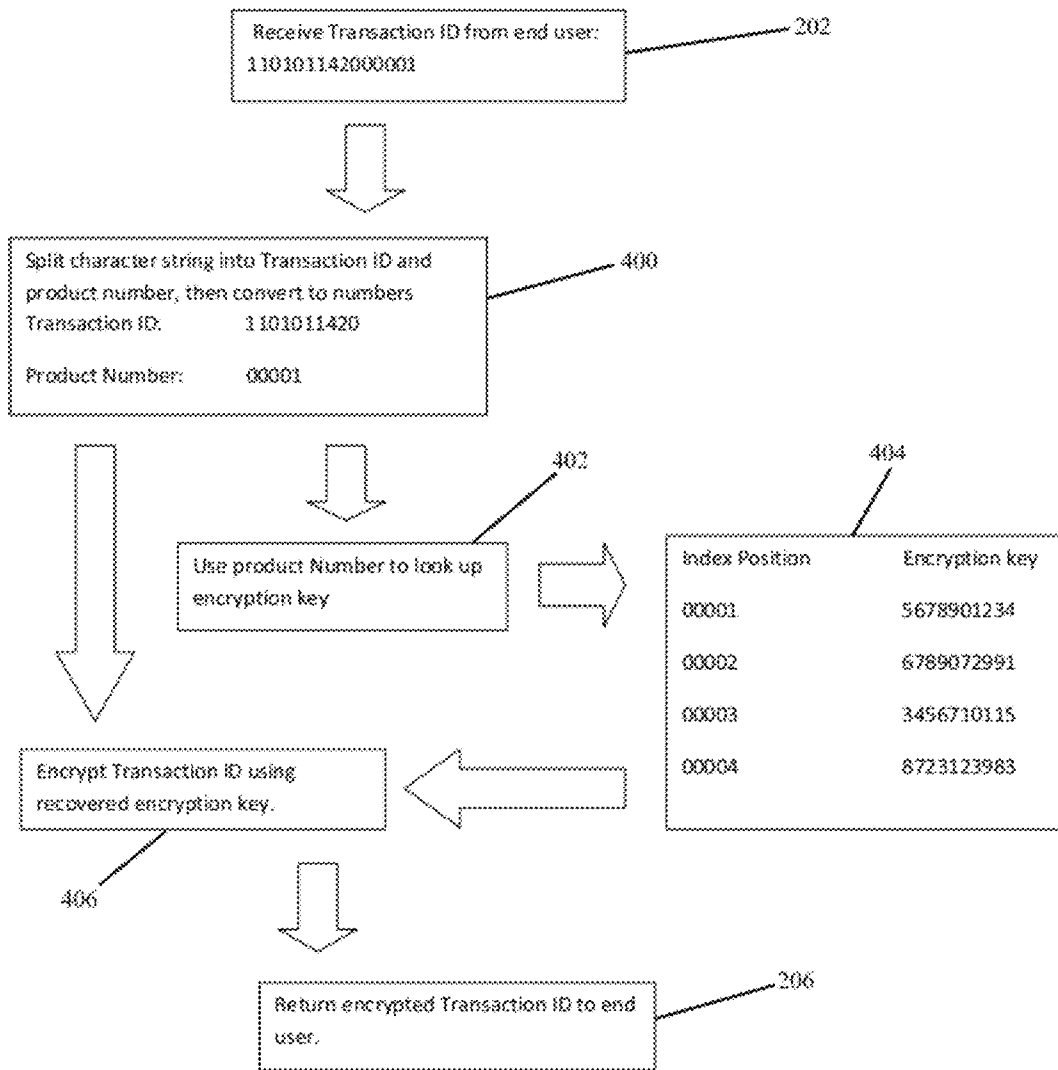 Receive Transaction ID from end user:
110101142000001
202
Split character string into Transaction ID and
product number, then convert to numbers
Transaction ID: 1101011420
Product Number: 00001
400
402
Use product Number to look up
encryption key
404
Index Position Encryption key
00001 5678901234
00002 6789072991
00003 3456710115
00004 8723123983
Encrypt Transaction ID using
recovered encryption key.
406
Return encrypted Transaction ID to end
user.
206